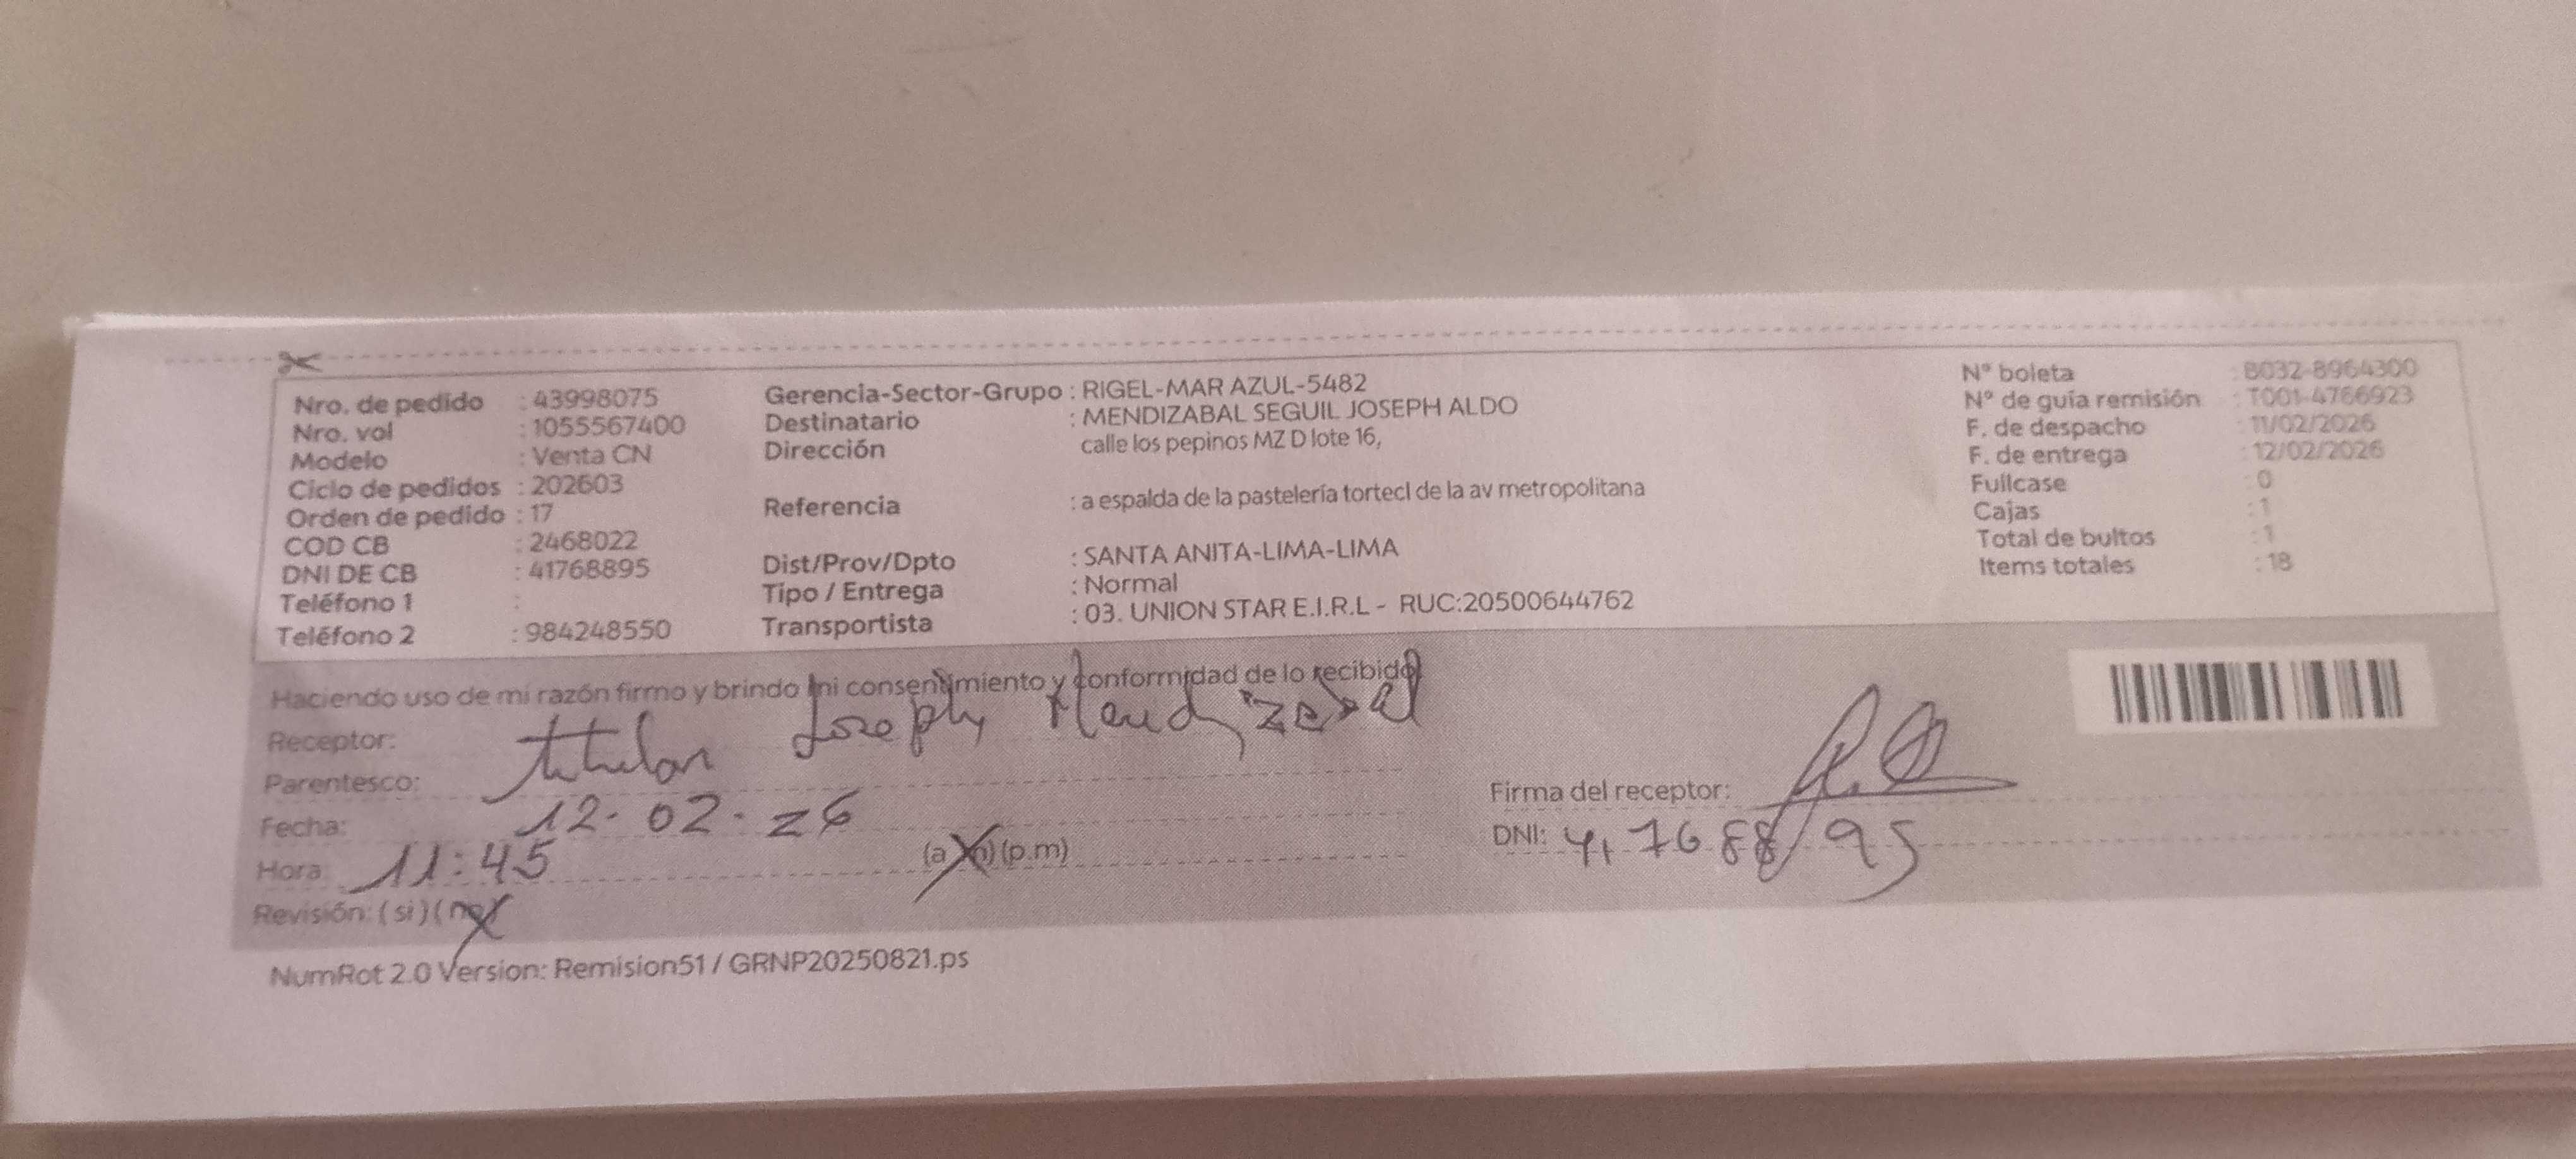 Nro. de pedido : 43998075
Nro. vol : 1055567400
Modelo : Venta CN
Ciclo de pedidos : 202603
Orden de pedido : 17
COD CB : 2468022
DNI DE CB : 41768895
Teléfono 1 :
Teléfono 2 : 984248550
Gerencia-Sector-Grupo : RIGEL-MAR AZUL-5482
Destinatario : MENDIZABAL SEGUIL JOSEPH ALDO
Dirección calle los pepinos MZ D lote 16,
Referencia : a espalda de la pastelería tortecl de la av metropolitana
Dist/Prov/Dpto : SANTA ANITA-LIMA-LIMA
Tipo / Entrega : Normal
Transportista : 03. UNION STAR E.I.R.L - RUC:20500644762
N° boleta : B032-8964300
N° de guía remisión : T001-4766923
F. de despacho : 11/02/2026
F. de entrega : 12/02/2026
Fullcase : 0
Cajas : 1
Total de bultos : 1
Items totales : 18
Haciendo uso de mi razón firmo y brindo mi consentimiento y conformidad de lo recibido
Receptor: Joseph Mendizabal
Parentesco: titular
Fecha: 12-02-26
Hora: 11:45 (a.m) (p.m)
Revisión: (si) (no)
Firma del receptor:
DNI: 41768895
NumRot 2.0 Version: Remision51 / GRNP20250821.ps